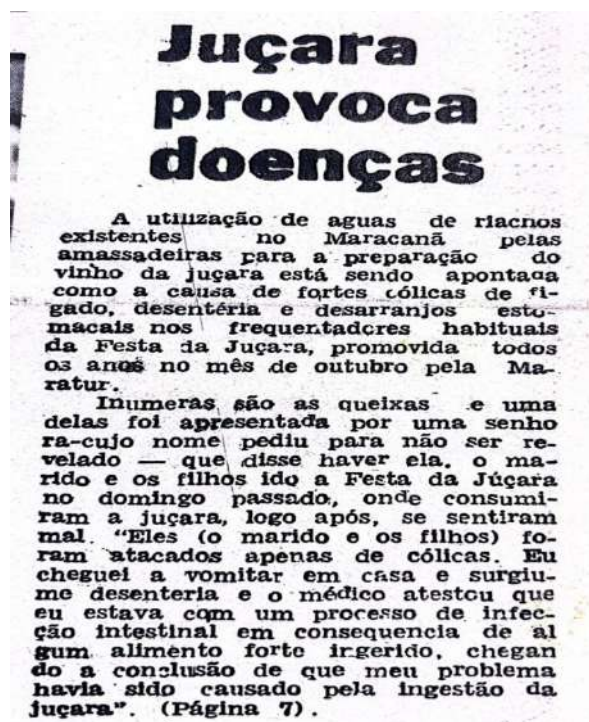 Juçara
provoca
doenças
A utilização de aguas de riacnos
existentes no Maracanã pelas
amassadeiras para a preparação do
vinho da juçara está sendo apontada
como a causa de fortes cólicas de fi-
gado, desentéria e desarranjos esto-
macais nos frequentadores habituais
da Festa da Juçara, promovida todos
os anos no mês de outubro pela Ma-
ratur.
Inumeras são as queixas e uma
delas foi apresentada por uma senho
ra-cujo nome pediu para não ser re-
velado — que disse haver ela, o ma-
rido e os filhos ido a Festa da Júçara
no domingo passado, onde consumi-
ram a juçara, logo após, se sentiram
mal. "Eles (o marido e os filhos) fo-
ram atacados apenas de cólicas. Eu
cheguei a vomitar em casa e surgiu-
me desenteria e o médico atestou que
eu estava com um processo de infec-
ção intestinal em consequencia de al
gum alimento forte ingerido, chegan
do a conclusão de que meu problema
havia sido causado pela ingestão da
juçara". (Página 7).